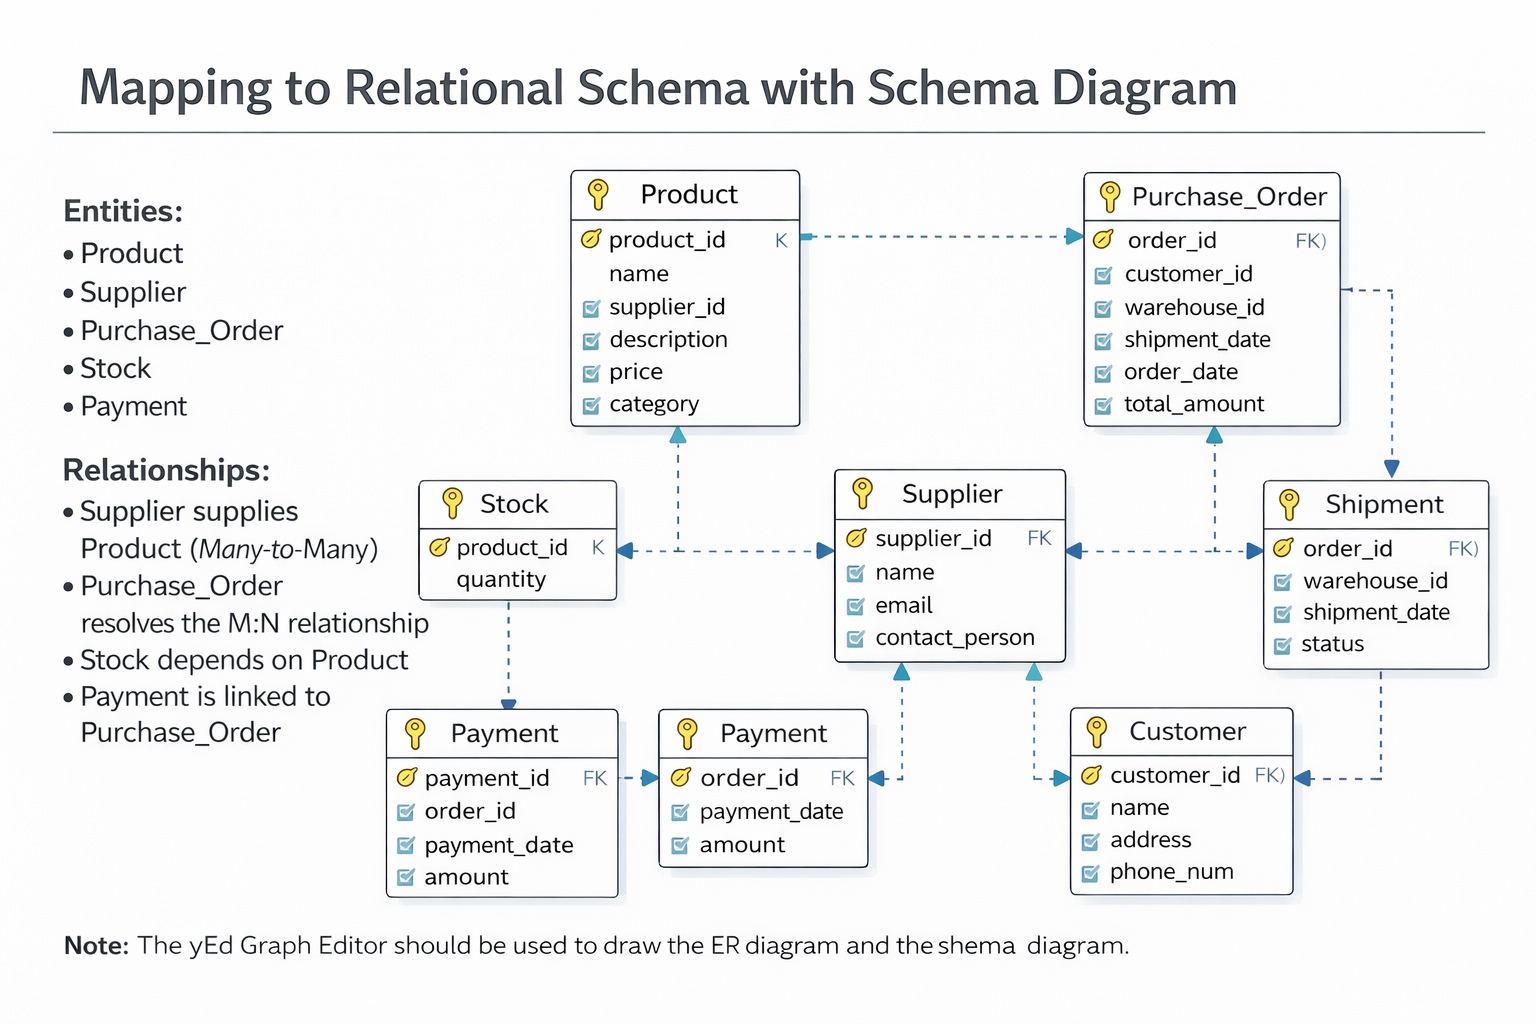 Mapping to Relational Schema with Schema Diagram
Entities:
• Product
• Supplier
• Purchase_Order
• Stock
• Payment
Relationships:
• Supplier supplies
Product (Many-to-Many)
• Purchase_Order
resolves the M:N relationship
• Stock depends on Product
• Payment is linked to
Purchase_Order
Product
product_id K
name
supplier_id
description
price
category
Purchase_Order
order_id FK)
customer_id
warehouse_id
shipment_date
order_date
total_amount
Stock
product_id K
quantity
Supplier
supplier_id FK
name
email
contact_person
Shipment
order_id FK)
warehouse_id
shipment_date
status
Payment
payment_id FK
order_id
payment_date
amount
Payment
order_id FK
payment_date
amount
Customer
customer_id FK)
name
address
phone_num
Note: The yEd Graph Editor should be used to draw the ER diagram and the shema diagram.